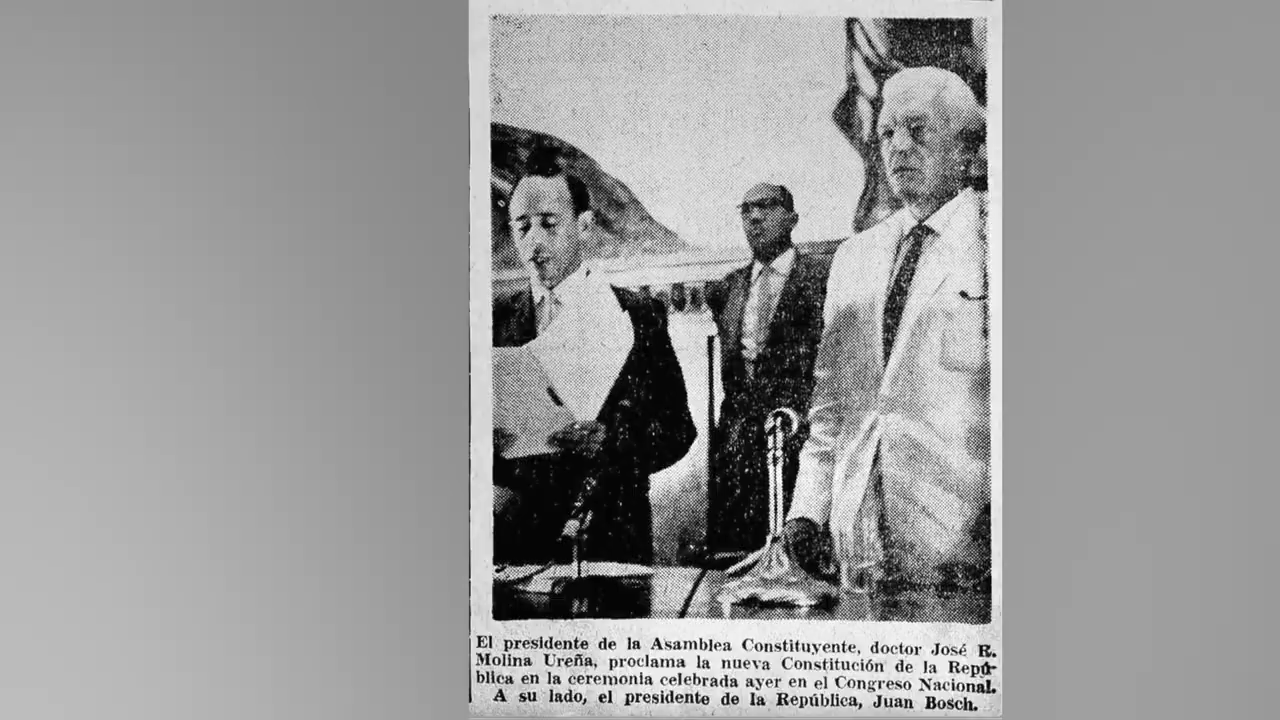 El presidente de la Asamblea Constituyente, doctor José R.
Molina Ureña, proclama la nueva Constitución de la Repú-
blica en la ceremonia celebrada ayer en el Congreso Nacional.
A su lado, el presidente de la República, Juan Bosch.